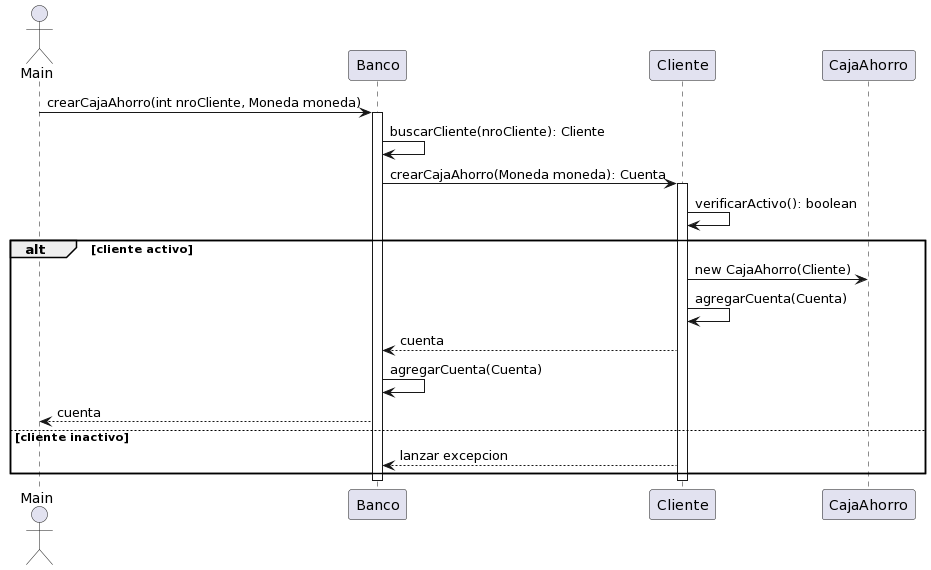 Main
Banco
Cliente
CajaAhorro
crearCajaAhorro(int nroCliente, Moneda moneda)
buscarCliente(nroCliente): Cliente
crearCajaAhorro(Moneda moneda): Cuenta
verificarActivo(): boolean
alt
[cliente activo]
new CajaAhorro(Cliente)
agregarCuenta(Cuenta)
cuenta
agregarCuenta(Cuenta)
cuenta
[cliente inactivo]
lanzar excepcion
Main
Banco
Cliente
CajaAhorro